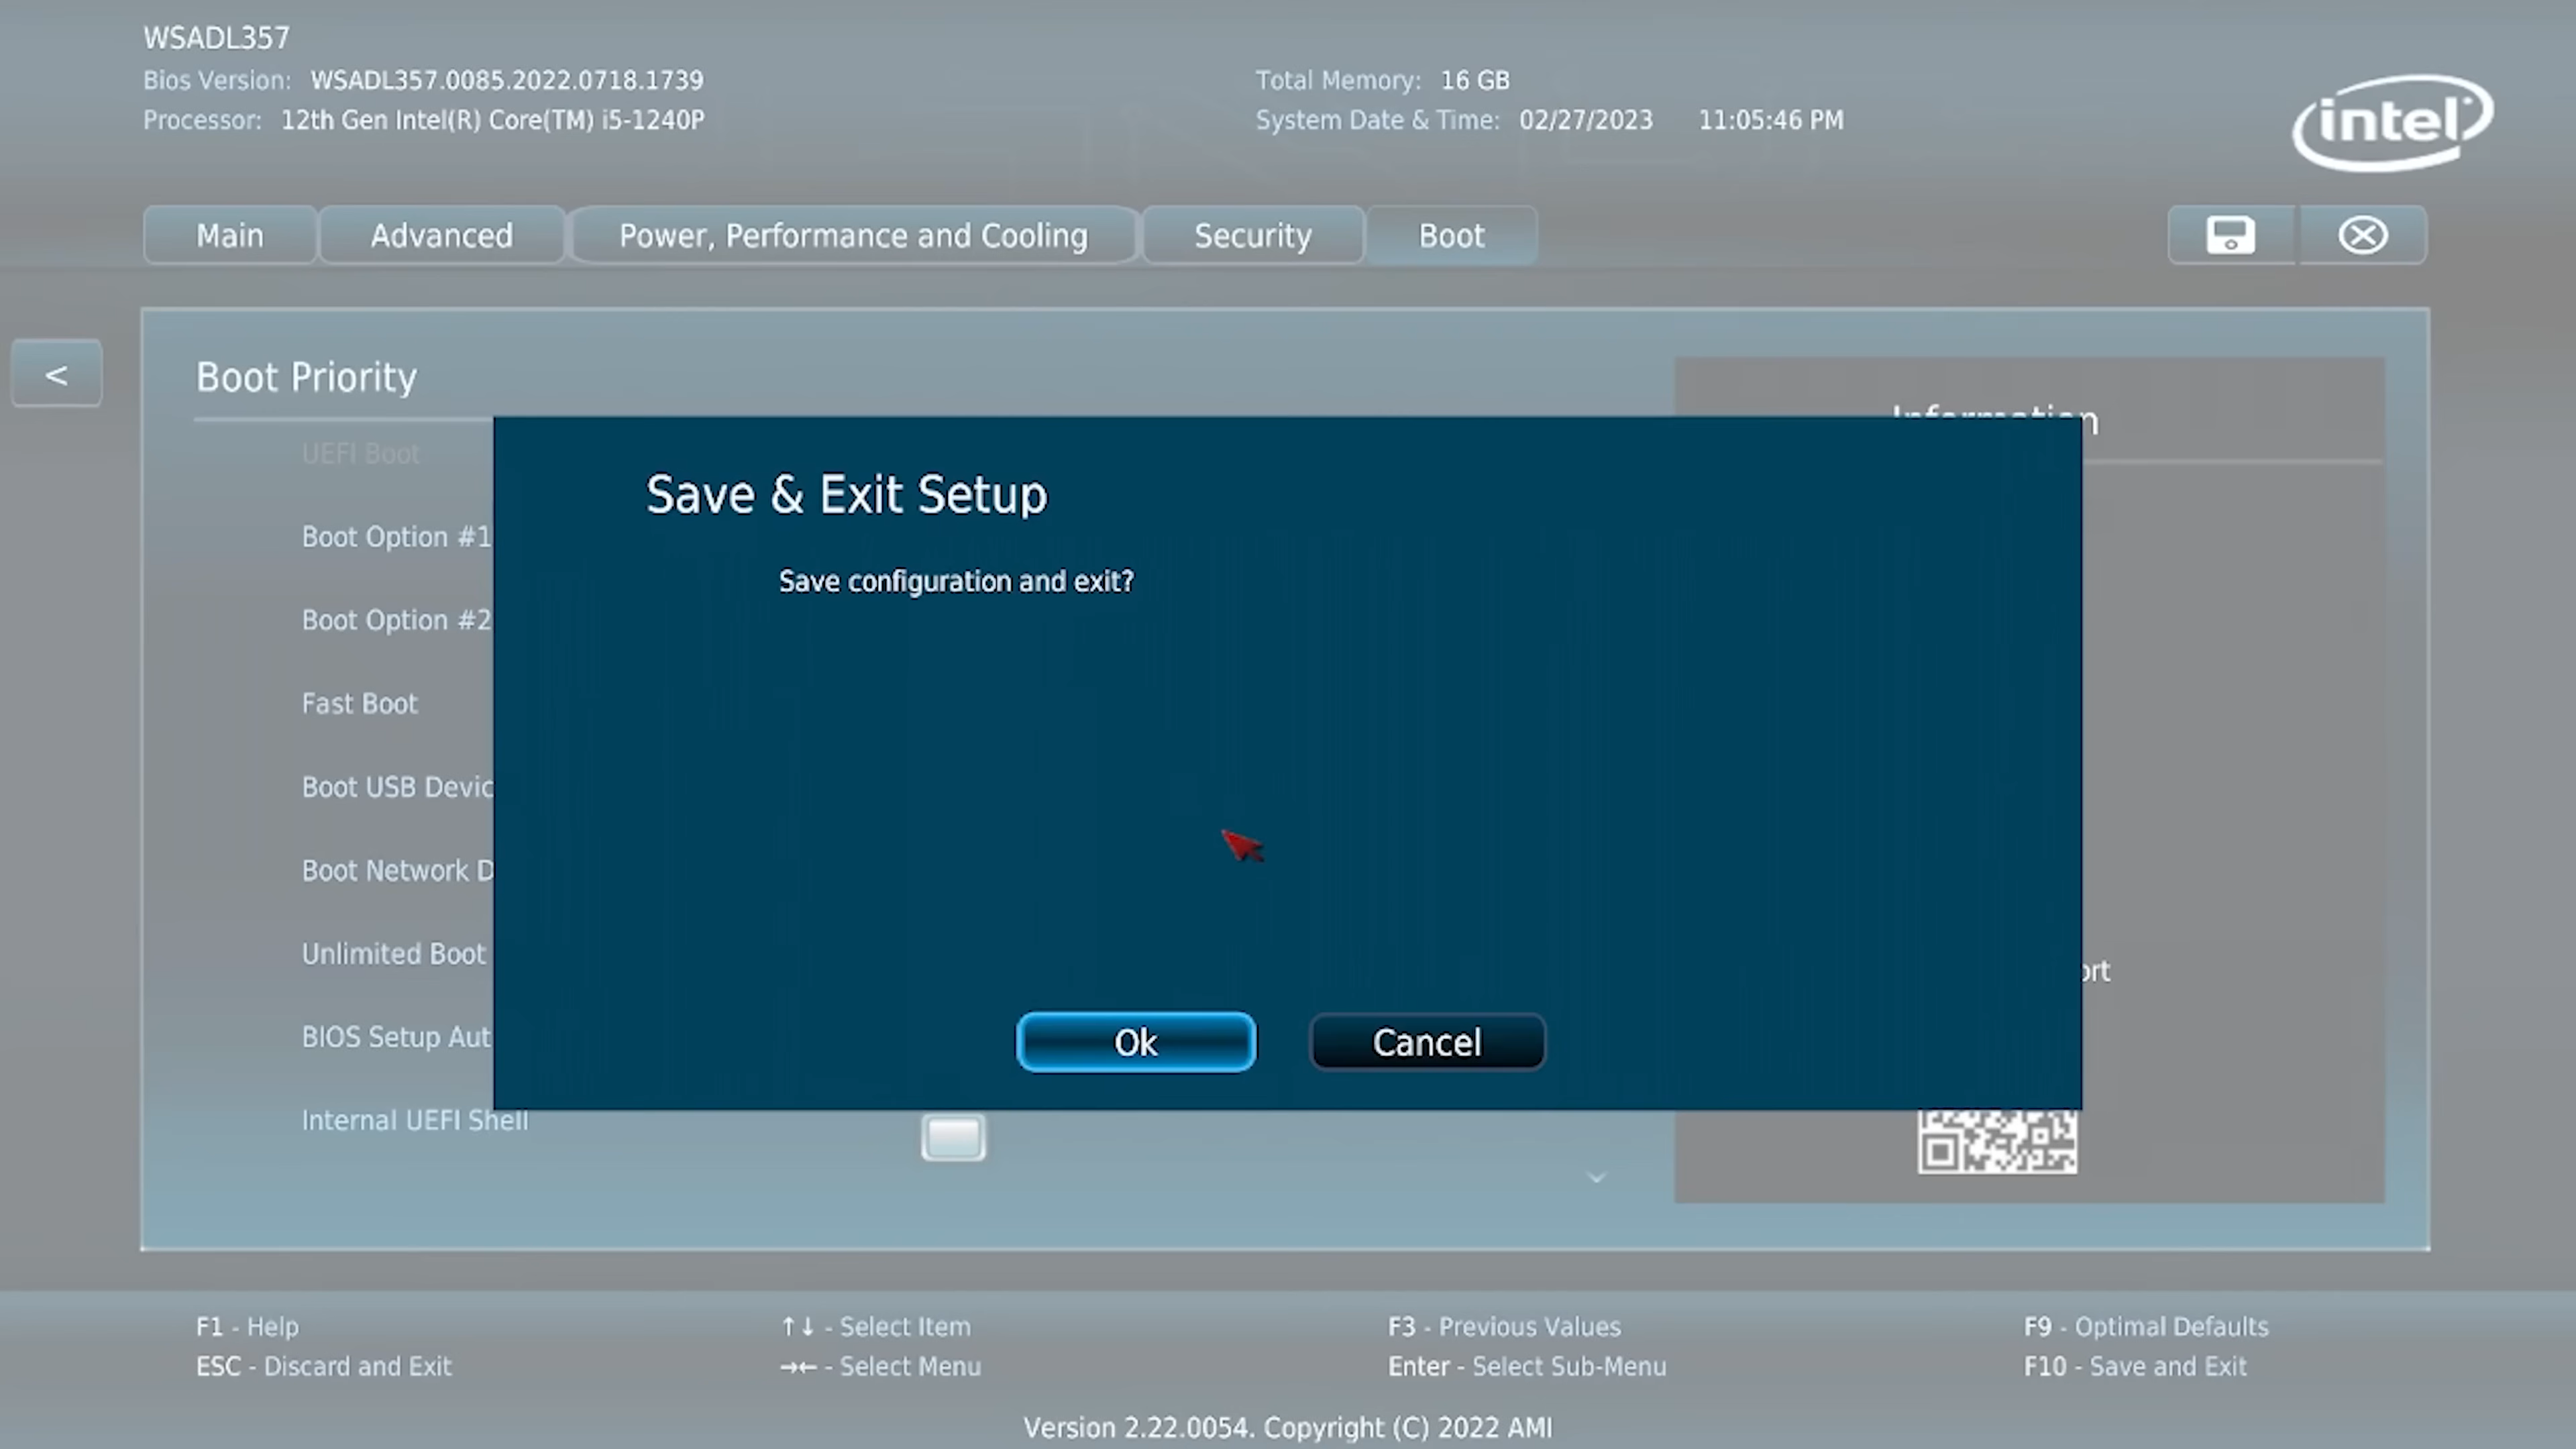 WSADL357
Bios Version: WSADL357.0085.2022.0718.1739
Processor: 12th Gen Intel(R) Core(TM) i5-1240P
Total Memory: 16 GB
System Date & Time: 02/27/2023 11:05:46 PM
intel
Main Advanced Power, Performance and Cooling Security Boot
<
Boot Priority
Information
UEFI Boot
Boot Option #1
Boot Option #2
Fast Boot
Boot USB Devic
Boot Network D
Unlimited Boot
BIOS Setup Aut
Internal UEFI Shell
Save & Exit Setup
Save configuration and exit?
Ok Cancel
ort
F1 - Help
ESC - Discard and Exit
↑↓ - Select Item
→← - Select Menu
F3 - Previous Values
Enter - Select Sub-Menu
F9 - Optimal Defaults
F10 - Save and Exit
Version 2.22.0054. Copyright (C) 2022 AMI